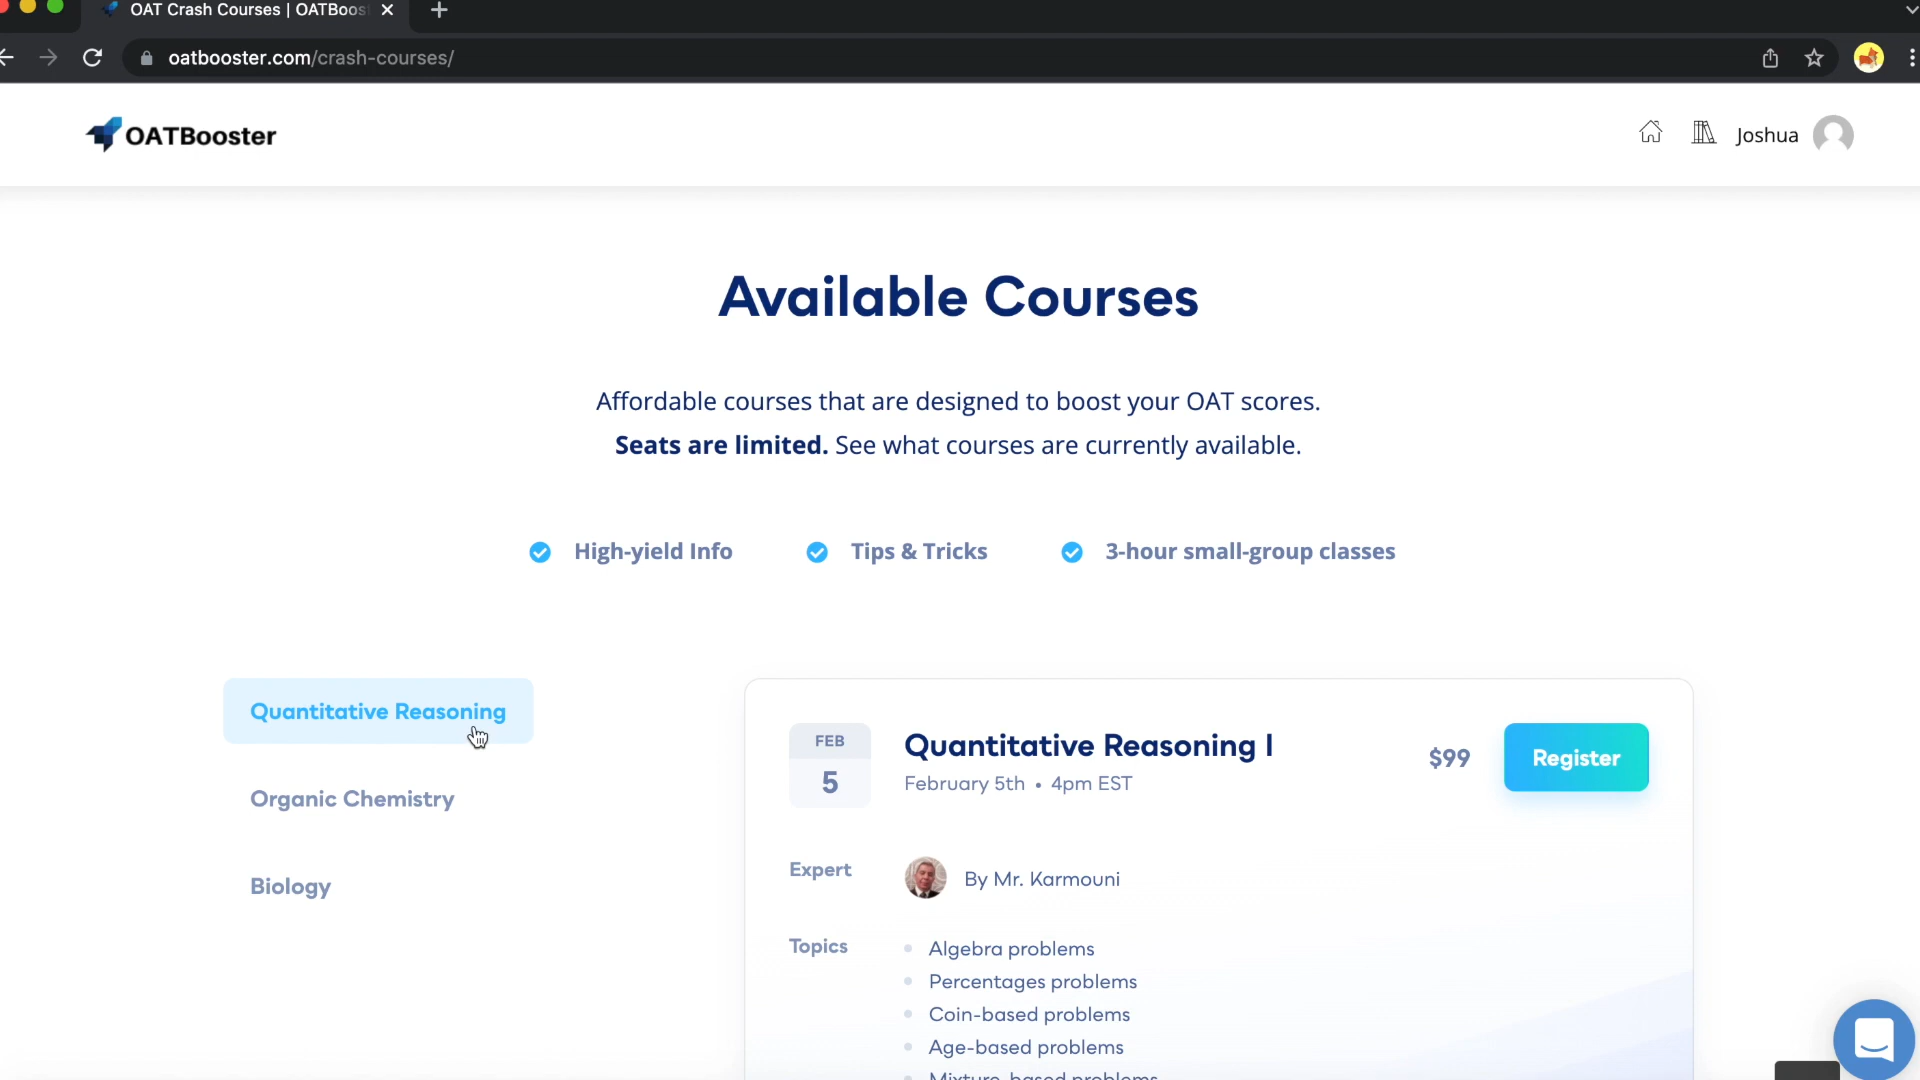 OAT Crash Courses | OATBoos
oatbooster.com/crash-courses/
OATBooster
Joshua
Available Courses
Affordable courses that are designed to boost your OAT scores.
Seats are limited. See what courses are currently available.
High-yield Info
Tips & Tricks
3-hour small-group classes
Quantitative Reasoning
Organic Chemistry
Biology
FEB
5
Quantitative Reasoning I
February 5th • 4pm EST
$99
Register
Expert
By Mr. Karmouni
Topics
Algebra problems
Percentages problems
Coin-based problems
Age-based problems
Mixture-based problems